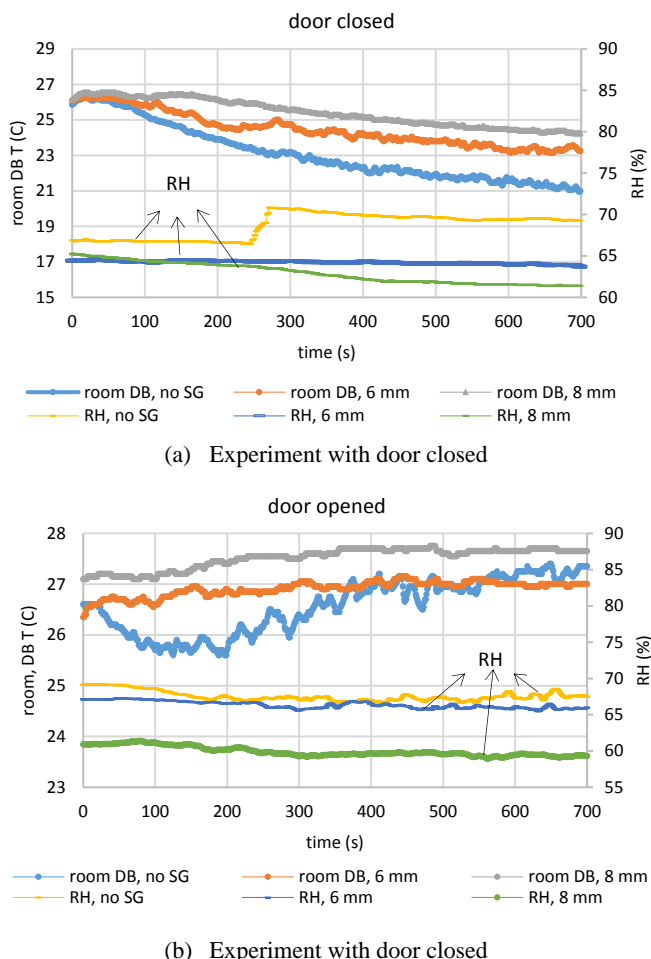 door closed
29
27
25
23
21
19
17
15
room DB T (C)
90
85
80
75
70
65
60
RH (%)
RH
0 100 200 300 400 500 600 700
time (s)
room DB, no SG room DB, 6 mm room DB, 8 mm
RH, no SG RH, 6 mm RH, 8 mm
(a) Experiment with door closed
door opened
28
27
26
25
24
23
room, DB T (C)
90
85
80
75
70
65
60
55
RH (%)
RH
0 100 200 300 400 500 600 700
time (s)
room DB, no SG room DB, 6 mm room DB, 8 mm
RH, no SG RH, 6 mm RH, 8 mm
(b) Experiment with door closed